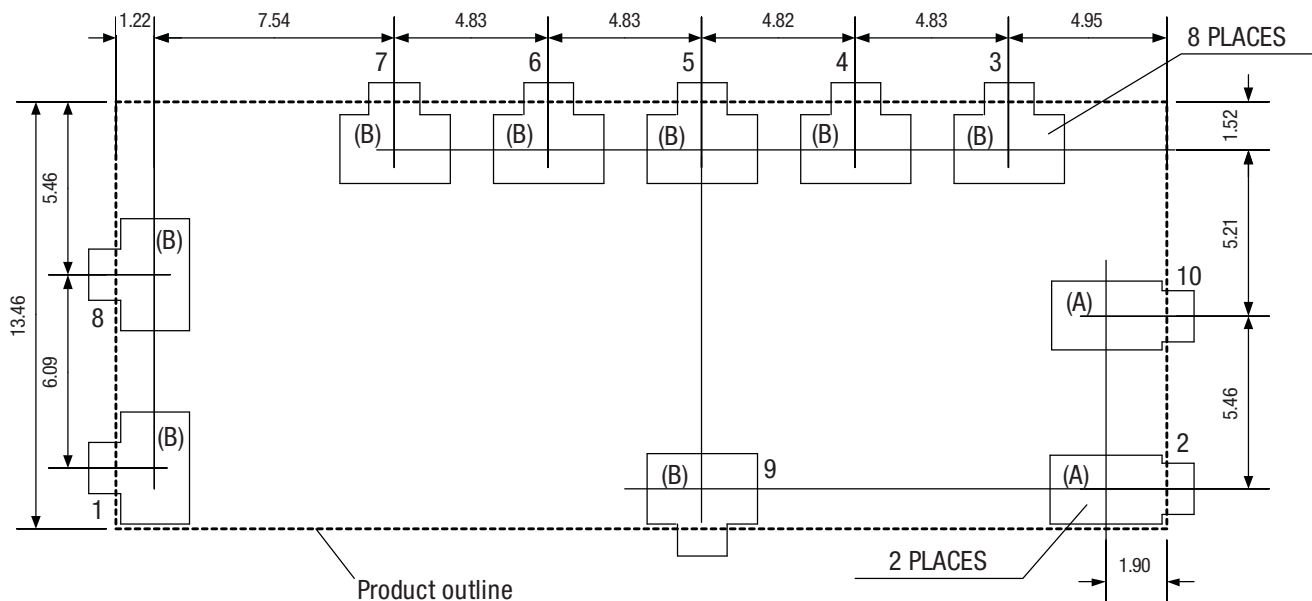 1.22 7.54 4.83 4.83 4.82 4.83 4.95
7 6 5 4 3 8 PLACES
(B) (B) (B) (B) (B) 1.52
5.46
5.21
(B)
8
(A) 10
13.46
6.09
5.46
(B)
1
(B) 9
(A) 2
2 PLACES 1.90
Product outline